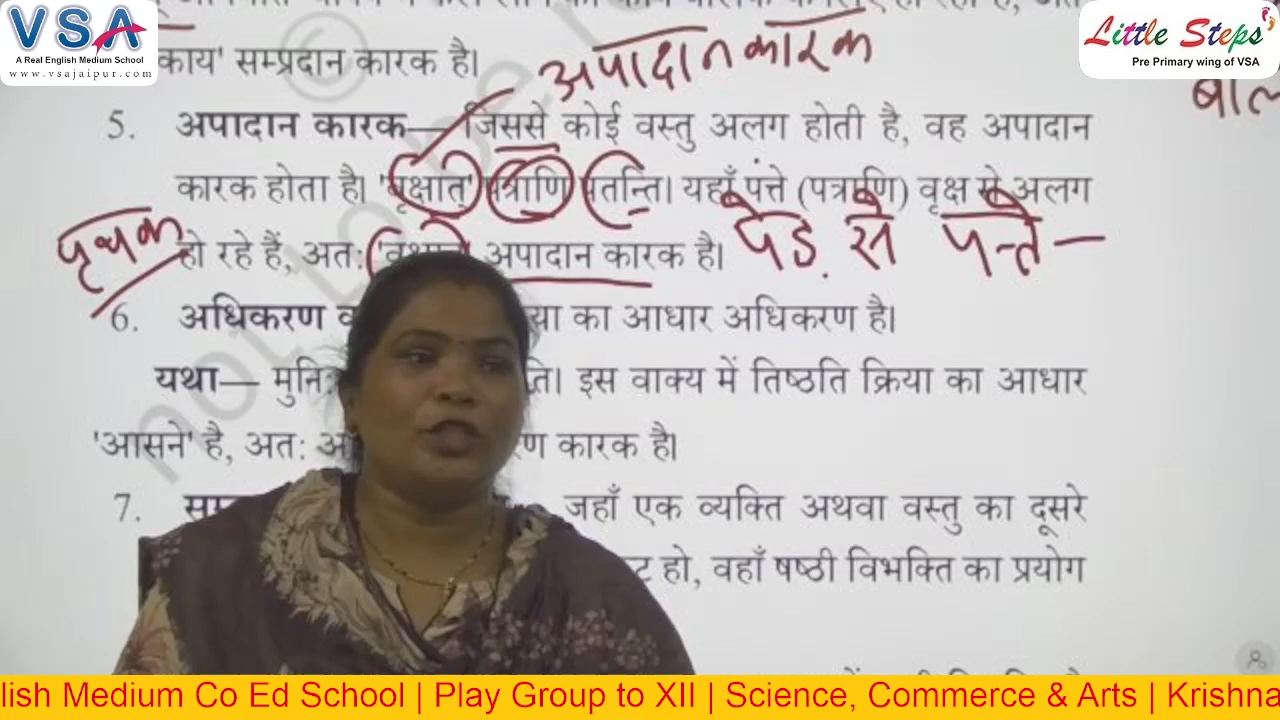 VSA
A Real English Medium School
www.vsajaipur.com
Little Steps
Pre Primary wing of VSA
काय' सम्प्रदान कारक है।
अपादान कारक
5. अपादान कारक— जिससे कोई वस्तु अलग होती है, वह अपादान
कारक होता है। 'वृक्षात्' पत्राणि पतन्ति। यहाँ पत्ते (पत्राणि) वृक्ष से अलग
पृथक
हो रहे हैं, अत: अपादान कारक है।
पेड़ से पत्ते—
6. अधिकरण का आधार अधिकरण है।
यथा— मुनि: इस वाक्य में तिष्ठति क्रिया का आधार
'आसने' है, अत: कारक है।
7. जहाँ एक व्यक्ति अथवा वस्तु का दूसरे
हो, वहाँ षष्ठी विभक्ति का प्रयोग
not to be
lish Medium Co Ed School | Play Group to XII | Science, Commerce & Arts | Krishna